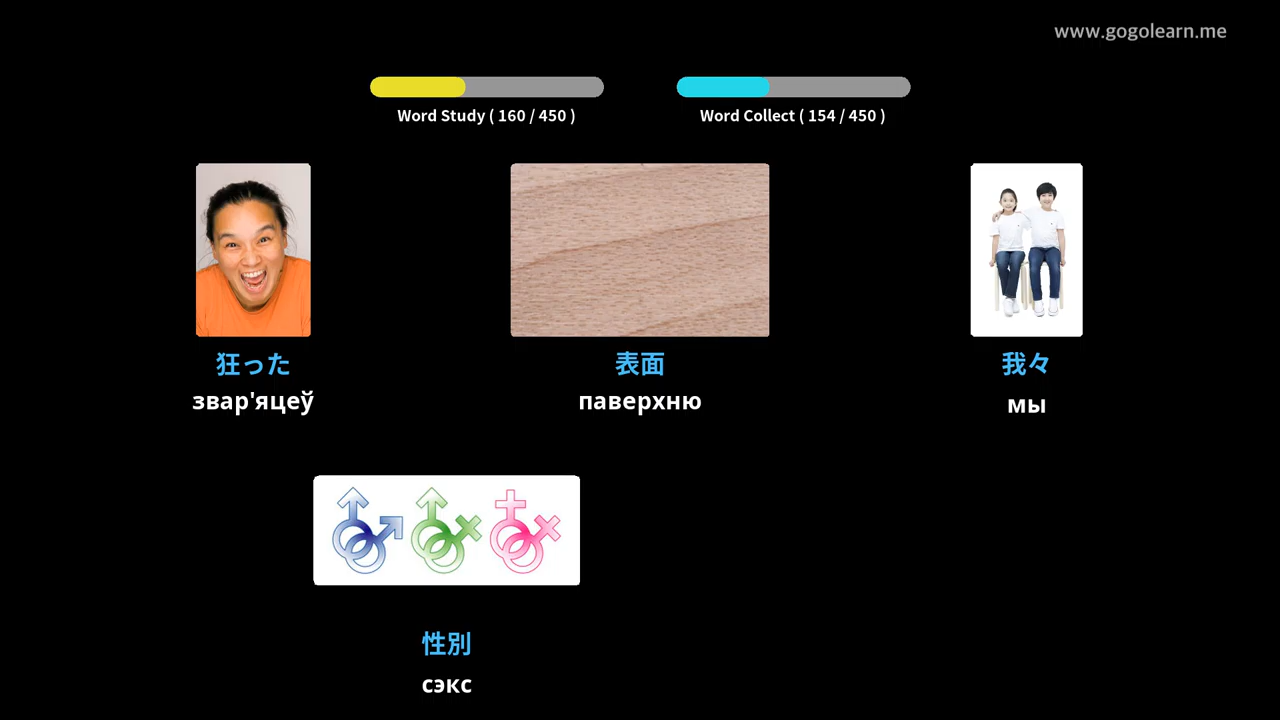 www.gogolearn.me
Word Study ( 160 / 450 )
Word Collect ( 154 / 450 )
狂った
звар'яцеў
表面
паверхню
我々
мы
性別
сэкс